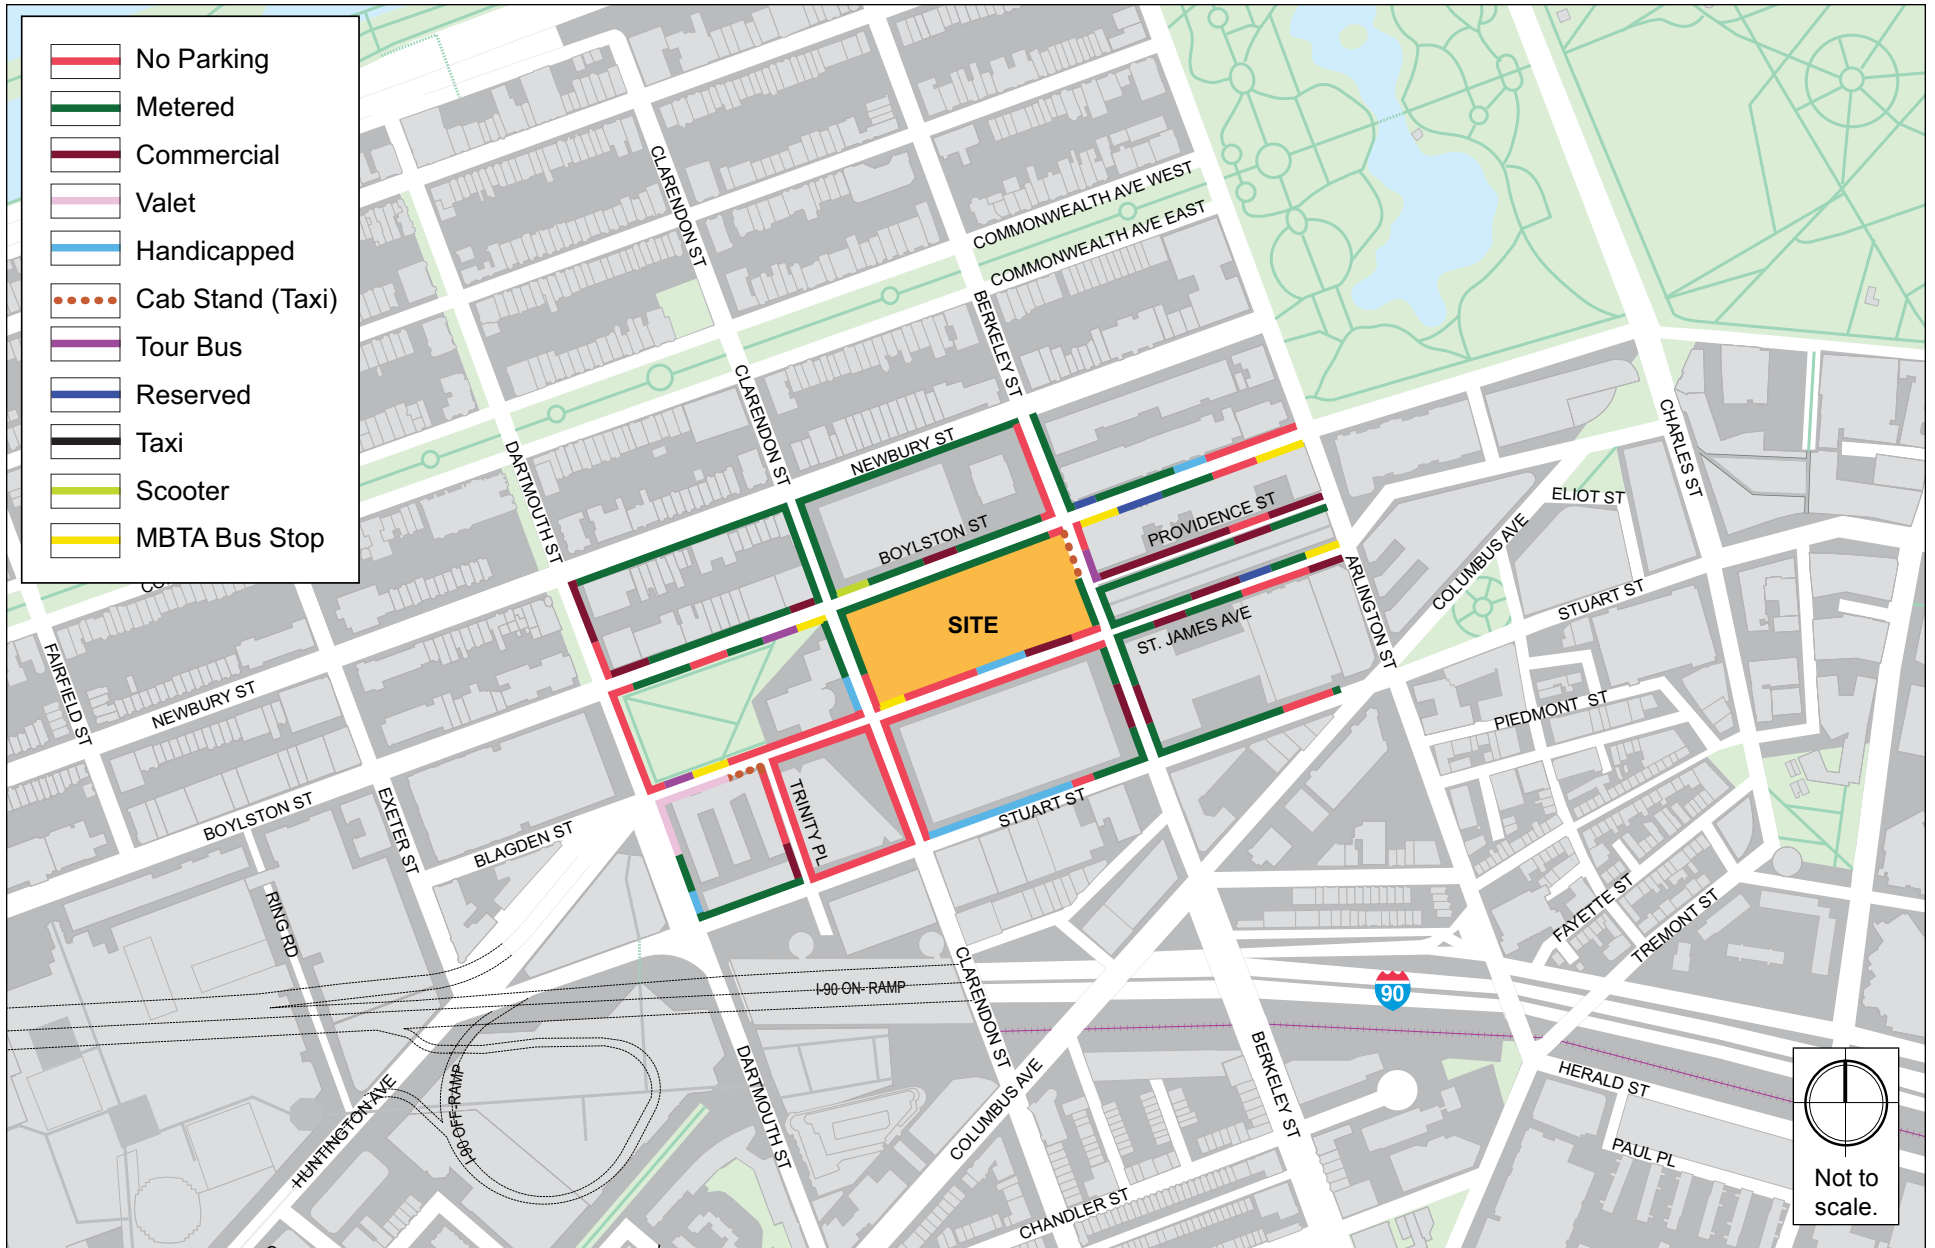 No Parking
Metered
Commercial
Valet
Handicapped
Cab Stand (Taxi)
Tour Bus
Reserved
Taxi
Scooter
MBTA Bus Stop
CLARENDON ST
COMMONWEALTH AVE WEST
COMMONWEALTH AVE EAST
BERKELEY ST
CLARENDON ST
DARTMOUTH ST
NEWBURY ST
BOYLSTON ST
PROVIDENCE ST
SITE
ST. JAMES AVE
ARLINGTON ST
CHARLES ST
ELIOT ST
COLUMBUS AVE
STUART ST
PIEDMONT ST
FAIRFIELD ST
NEWBURY ST
BOYLSTON ST
EXETER ST
BLAGDEN ST
TRINITY PL
STUART ST
RING RD
FAYETTE ST
TREMONT ST
I-90 ON- RAMP
CLARENDON ST
90
I-90 OFF-RAMP
HUNTINGTON AVE
DARTMOUTH ST
COLUMBUS AVE
BERKELEY ST
CHANDLER ST
HERALD ST
PAUL PL
Not to
scale.